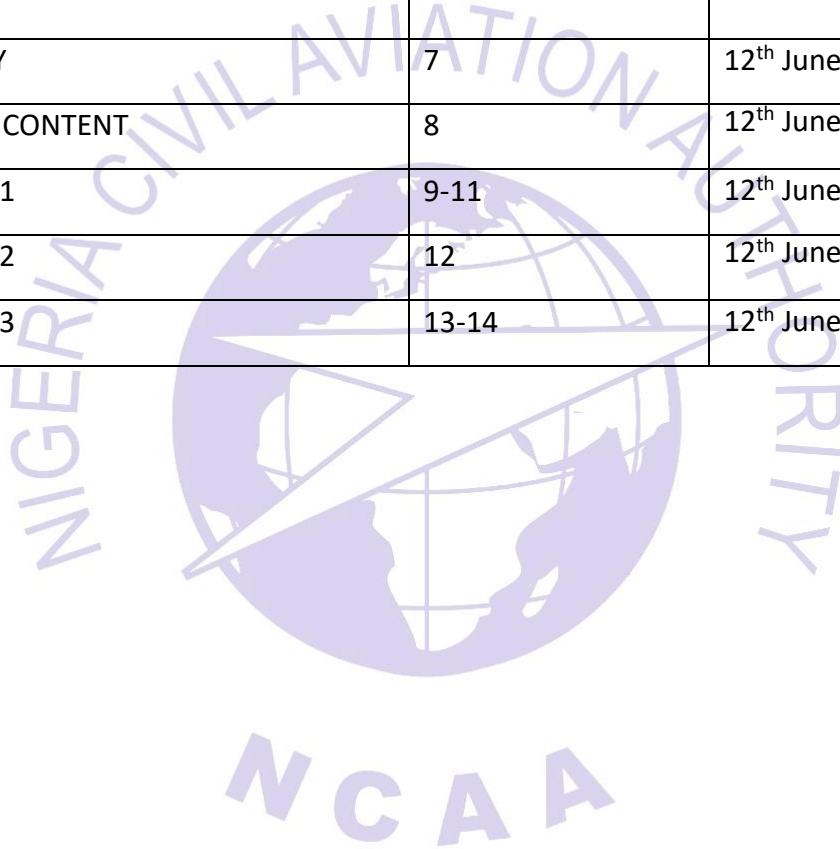 Y 7 12th June
CONTENT 8 12th June
1 9-11 12th June
2 12 12th June
3 13-14 12th June
NIGERIA CIVIL AVIATION AUTHORITY
NCAA